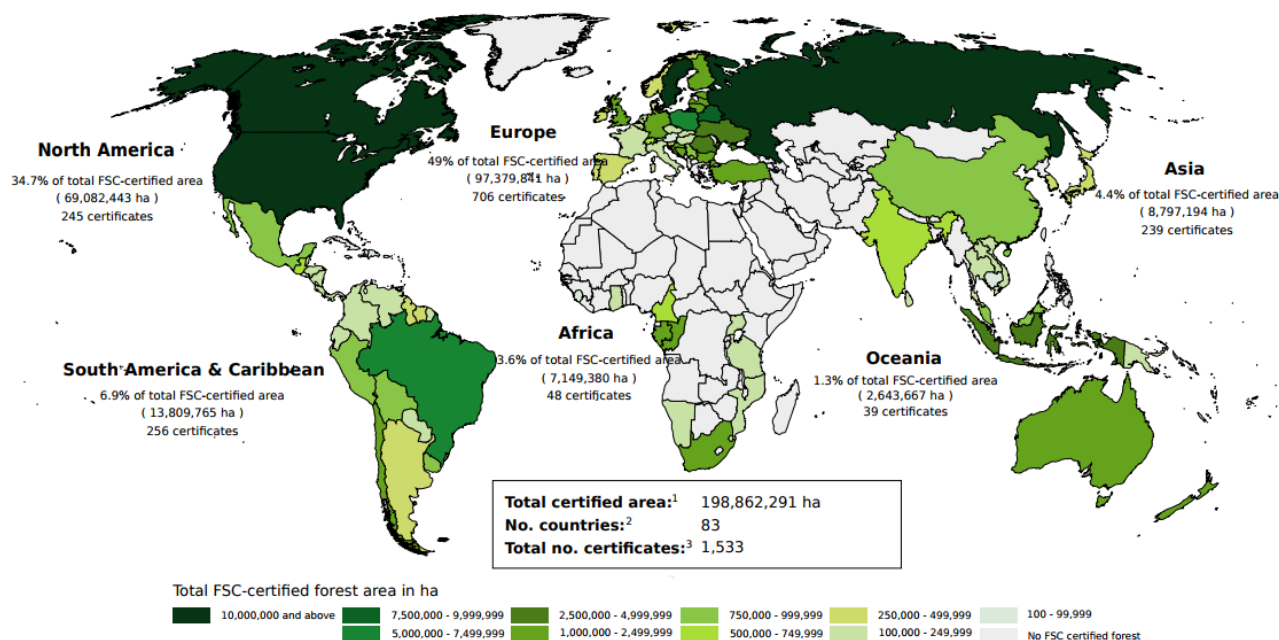 North America
34.7% of total FSC-certified area
( 69,082,443 ha )
245 certificates
Europe
49% of total FSC-certified area
( 97,379,841 ha )
706 certificates
Asia
4.4% of total FSC-certified area
( 8,797,194 ha )
239 certificates
South America & Caribbean
6.9% of total FSC-certified area
( 13,809,765 ha )
256 certificates
Africa
3.6% of total FSC-certified area
( 7,149,380 ha )
48 certificates
Oceania
1.3% of total FSC-certified area
( 2,643,667 ha )
39 certificates
Total certified area:¹ 198,862,291 ha
No. countries:² 83
Total no. certificates:³ 1,533
Total FSC-certified forest area in ha
10,000,000 and above 7,500,000 - 9,999,999 2,500,000 - 4,999,999 750,000 - 999,999 250,000 - 499,999 100 - 99,999
5,000,000 - 7,499,999 1,000,000 - 2,499,999 500,000 - 749,999 100,000 - 249,999 No FSC certified forest